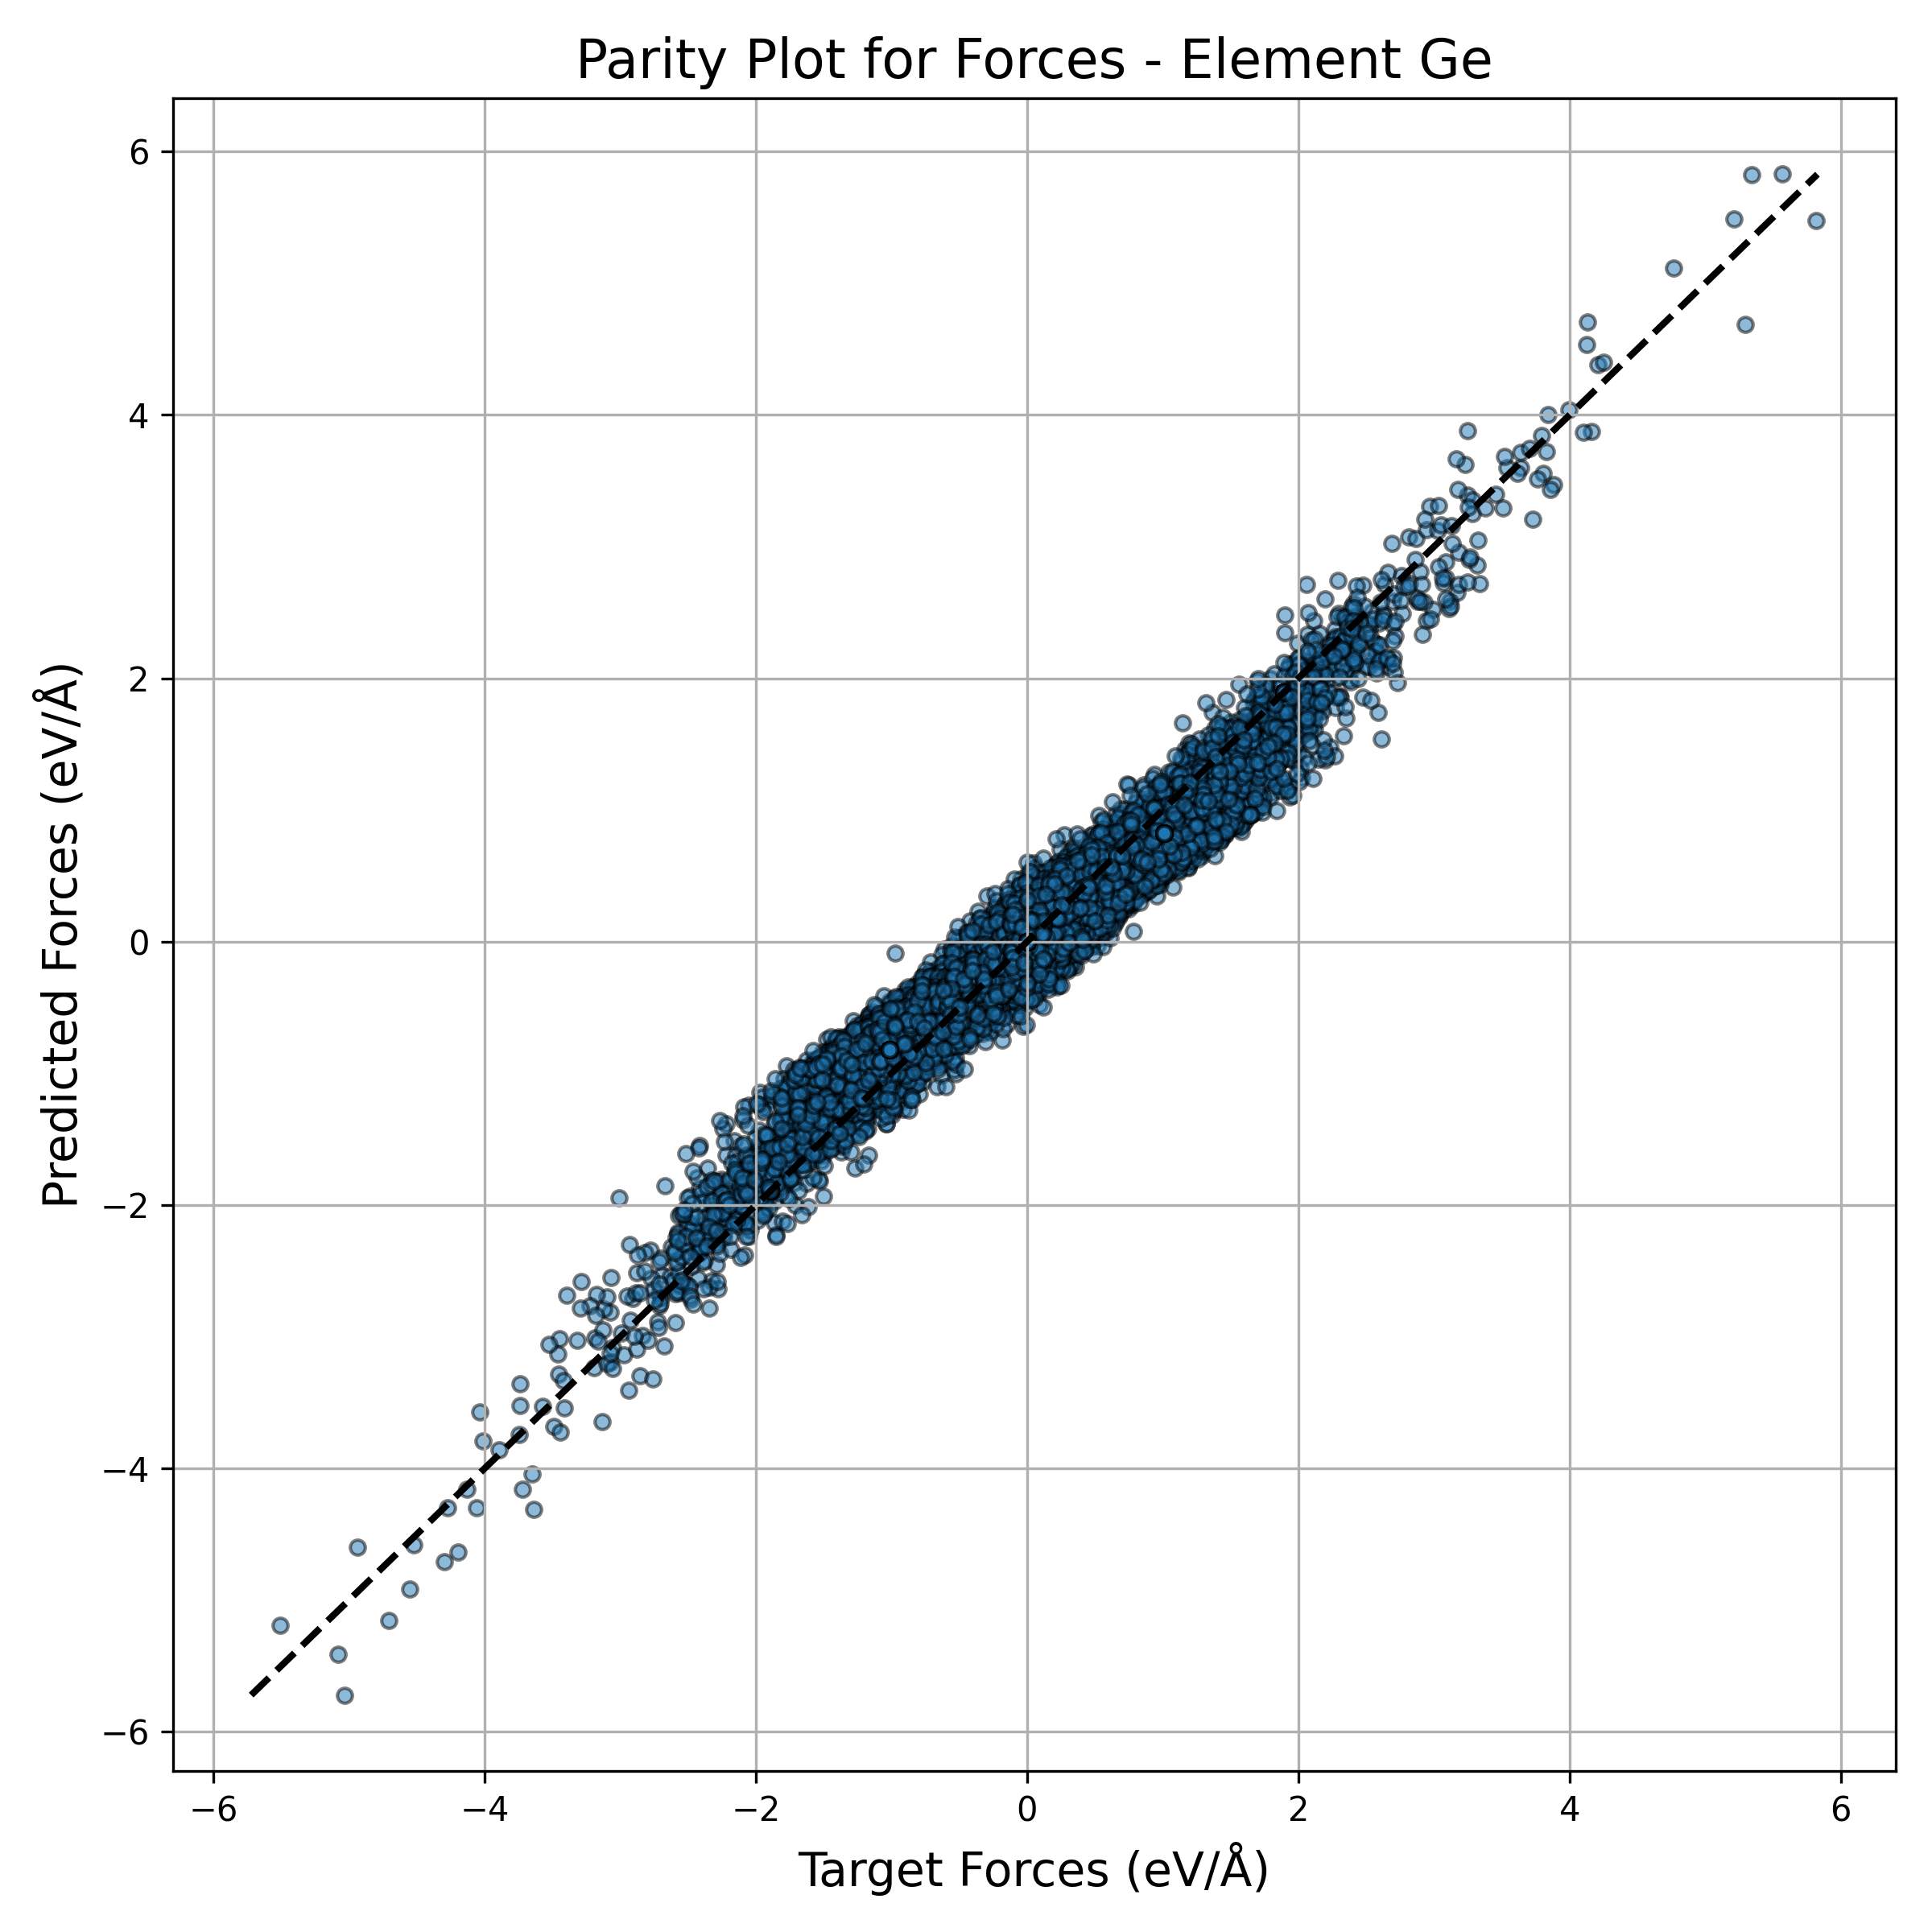 Parity Plot for Forces - Element Ge
Predicted Forces (eV/Å)
6
4
2
0
−2
−4
−6
−6 −4 −2 0 2 4 6
Target Forces (eV/Å)